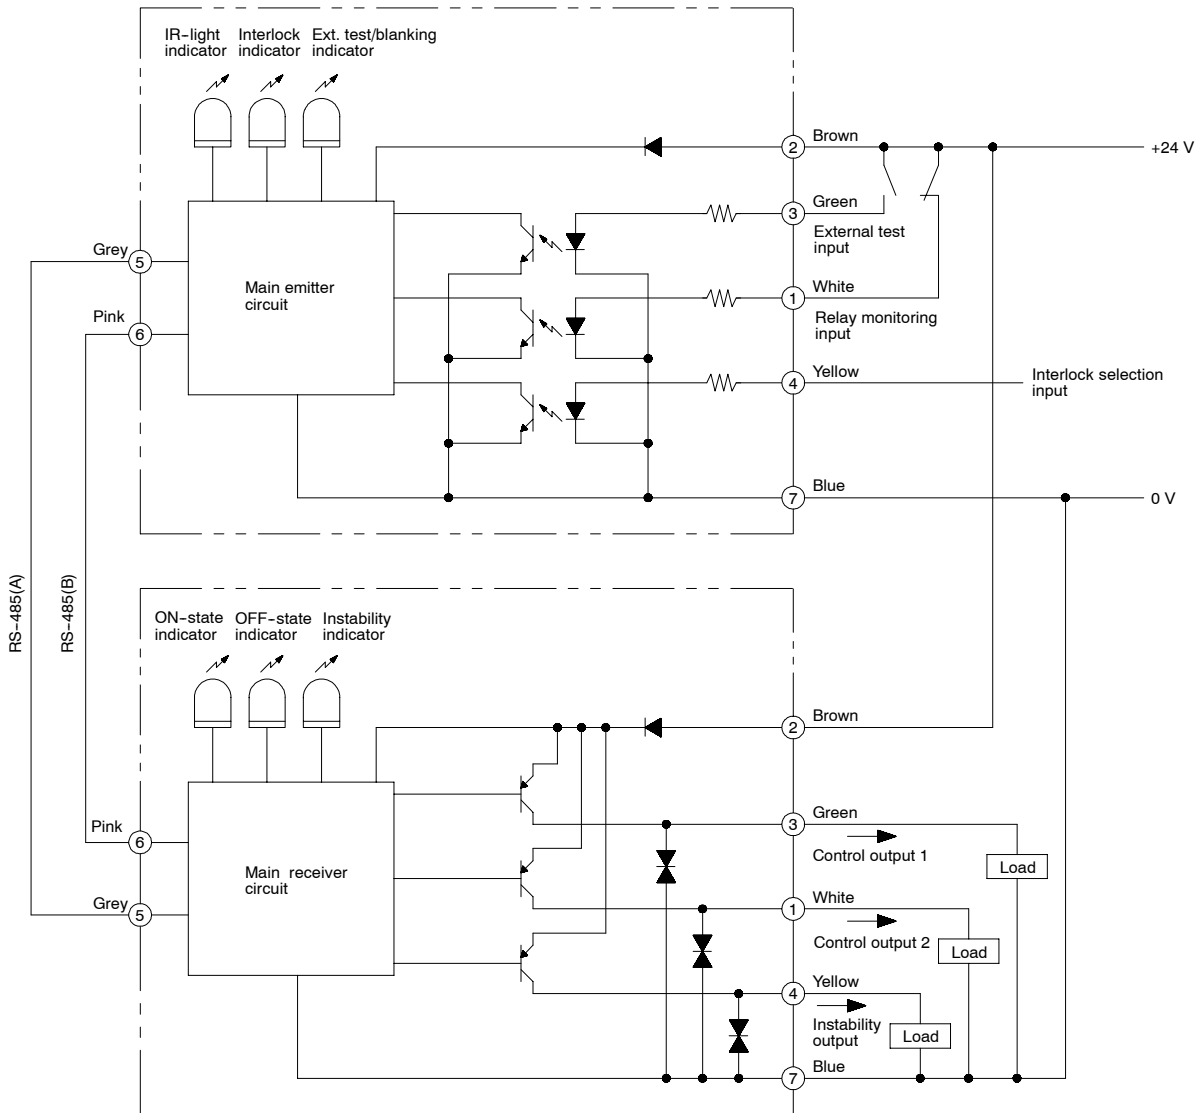 IR-light indicator
Interlock indicator
Ext. test/blanking indicator
2 Brown
+24 V
3 Green
External test input
Grey 5
Main emitter circuit
1 White
Relay monitoring input
Pink 6
4 Yellow
Interlock selection input
7 Blue
0 V
RS-485(A)
RS-485(B)
ON-state indicator
OFF-state indicator
Instability indicator
2 Brown
3 Green
Control output 1
Load
Pink 6
Main receiver circuit
1 White
Control output 2
Load
Grey 5
4 Yellow
Instability output
Load
7 Blue